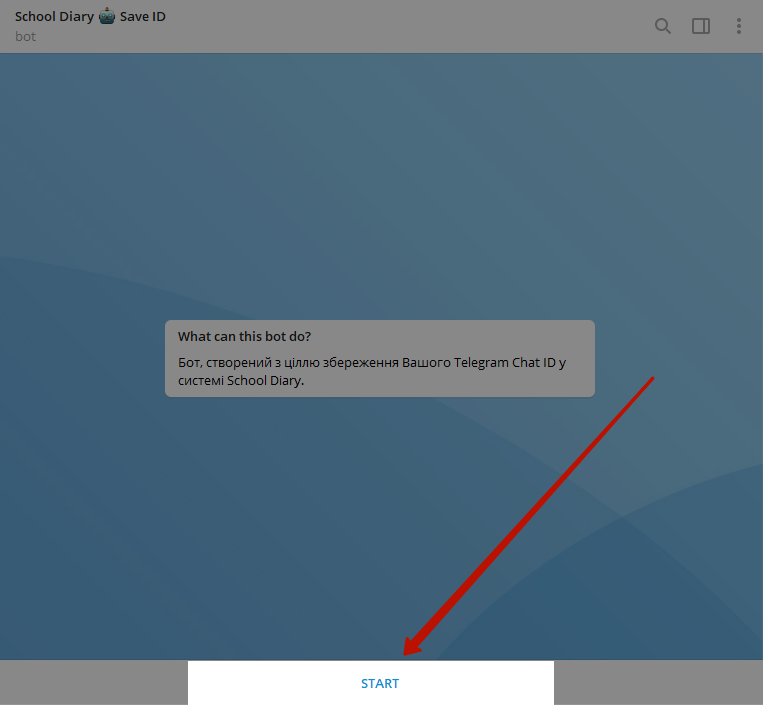 School Diary 🤖 Save ID
bot
What can this bot do?
Бот, створений з ціллю збереження Вашого Telegram Chat ID у
системі School Diary.
START